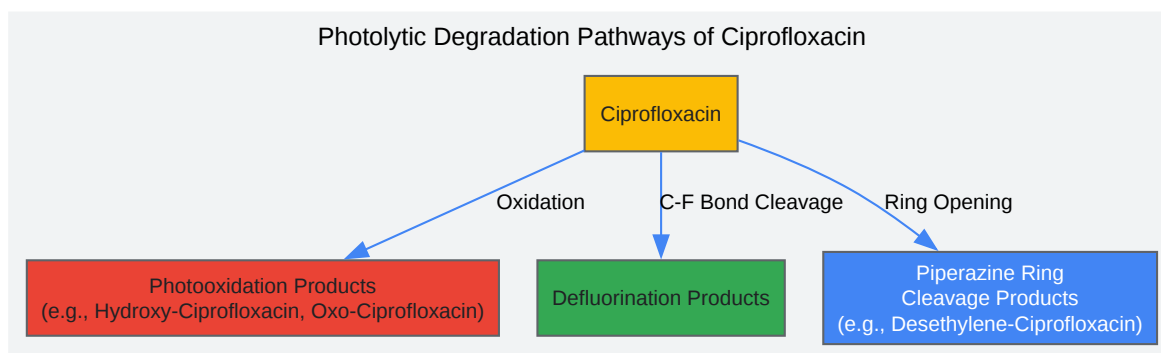 Photolytic Degradation Pathways of Ciprofloxacin
Ciprofloxacin
Oxidation
C-F Bond Cleavage
Ring Opening
Photooxidation Products
(e.g., Hydroxy-Ciprofloxacin, Oxo-Ciprofloxacin)
Defluorination Products
Piperazine Ring
Cleavage Products
(e.g., Desethylene-Ciprofloxacin)